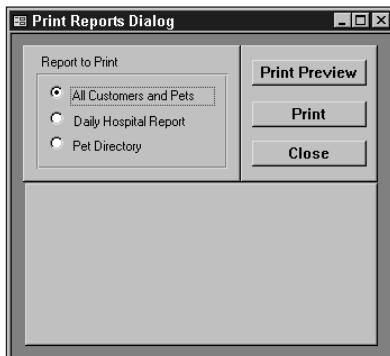 Print Reports Dialog
Report to Print
All Customers and Pets
Daily Hospital Report
Pet Directory
Print Preview
Print
Close